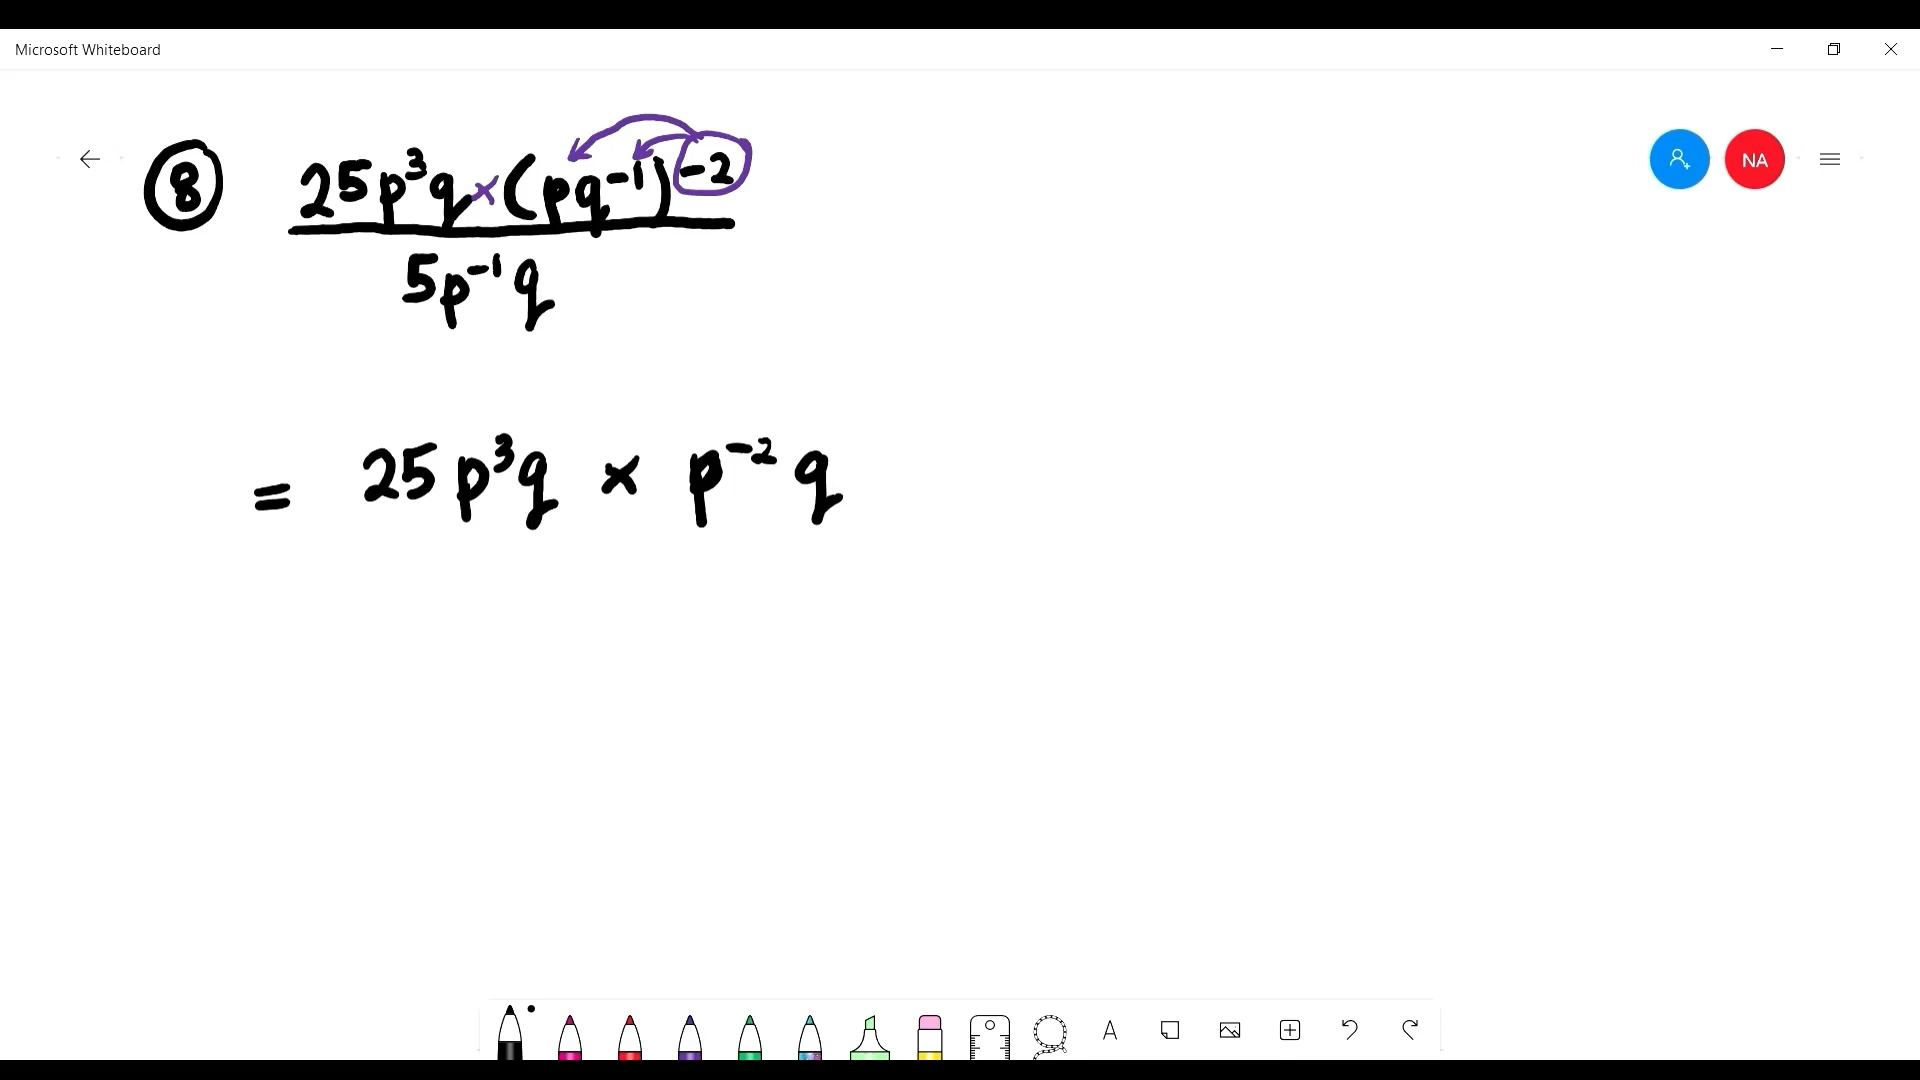 Microsoft Whiteboard
NA
⑧ 25p³q×(pq⁻¹)⁻²
5p⁻¹q
= 25p³q × p⁻²q
A